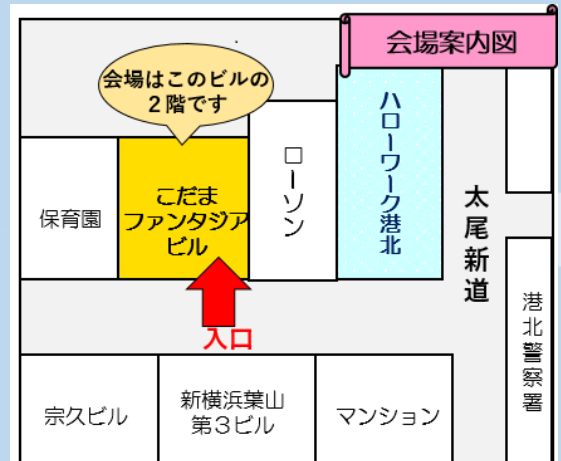 会場案内図
会場はこのビルの
２階です
保育園
こだま
ファンタジア
ビル
ローソン
ハローワーク港北
太尾新道
入口
港北警察署
宗久ビル
新横浜葉山
第３ビル
マンション